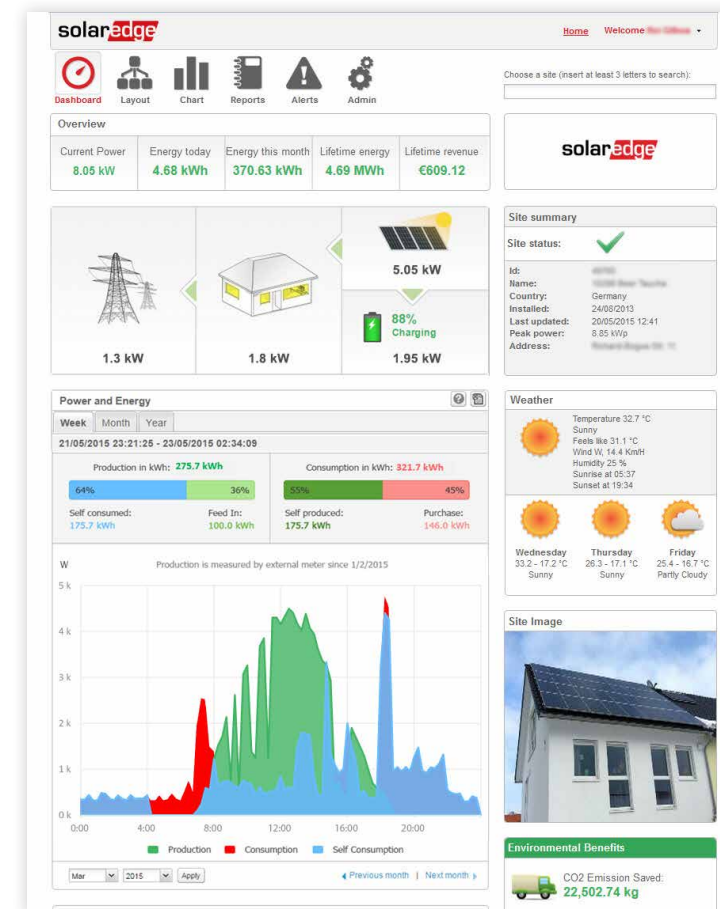 solaredge
Home Welcome
Dashboard Layout Chart Reports Alerts Admin
Choose a site (insert at least 3 letters to search):
Overview
Current Power Energy today Energy this month Lifetime energy Lifetime revenue
8.05 kW 4.68 kWh 370.63 kWh 4.69 MWh €609.12
solaredge
5.05 kW
88%
Charging
1.3 kW 1.8 kW 1.95 kW
Site summary
Site status:
Id:
Name:
Country: Germany
Installed: 24/08/2013
Last updated: 20/05/2015 12:41
Peak power: 8.85 kWp
Address:
Power and Energy
Week Month Year
21/05/2015 23:21:25 - 23/05/2015 02:34:09
Production in kWh: 275.7 kWh Consumption in kWh: 321.7 kWh
64% 36% 55% 45%
Self consumed: Feed In: Self produced: Purchase:
175.7 kWh 100.0 kWh 175.7 kWh 146.0 kWh
W Production is measured by external meter since 1/2/2015
5 k
4 k
3 k
2 k
1 k
0 k
0:00 4:00 8:00 12:00 16:00 20:00
Production Consumption Self Consumption
Mar 2015 Apply Previous month | Next month
Weather
Temperature 32.7 °C
Sunny
Feels like 31.1 °C
Wind W, 14.4 Km/H
Humidity 25 %
Sunrise at 05:37
Sunset at 19:34
Wednesday Thursday Friday
33.2 - 17.2 °C 26.3 - 17.1 °C 25.4 - 16.7 °C
Sunny Sunny Partly Cloudy
Site Image
Environmental Benefits
CO2 Emission Saved:
22,502.74 kg